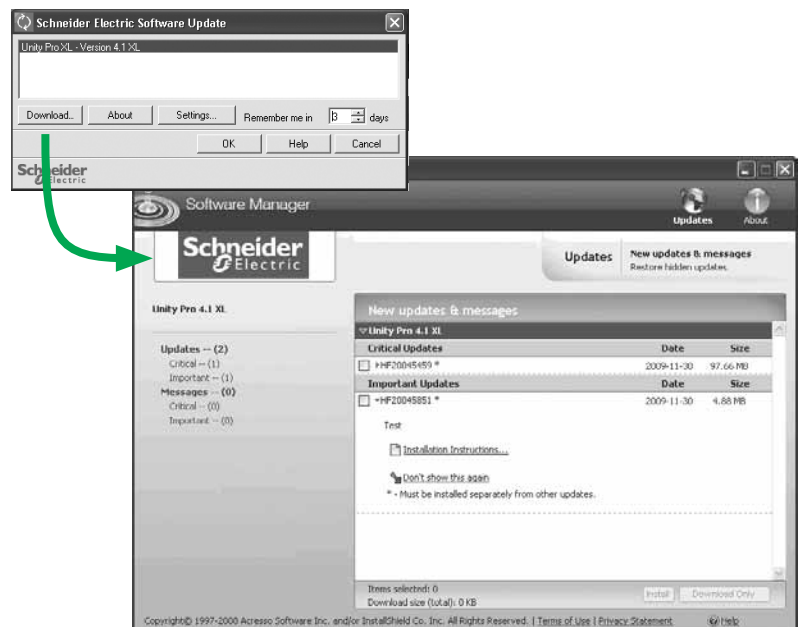 Schneider Electric Software Update
Unity Pro XL - Version 4.1 XL
Download..
About
Settings...
Remember me in
3
days
OK
Help
Cancel
Schneider
Electric
Software Manager
Updates
About
Schneider
Electric
Updates
New updates & messages
Restore hidden updates.
Unity Pro 4.1 XL
Updates -- (2)
Critical -- (1)
Important -- (1)
Messages -- (0)
Critical -- (0)
Important -- (0)
New updates & messages
Unity Pro 4.1 XL
Critical Updates Date Size
HF20045459 * 2009-11-30 97.66 MB
Important Updates Date Size
HF20045851 * 2009-11-30 4.88 MB
Test
Installation Instructions...
Don't show this again
* - Must be installed separately from other updates.
Items selected: 0
Download size (total): 0 KB
Install
Download Only
Copyright© 1997-2000 Acresso Software Inc. and/or InstallShield Co. Inc. All Rights Reserved. | Terms of Use | Privacy Statement
Help